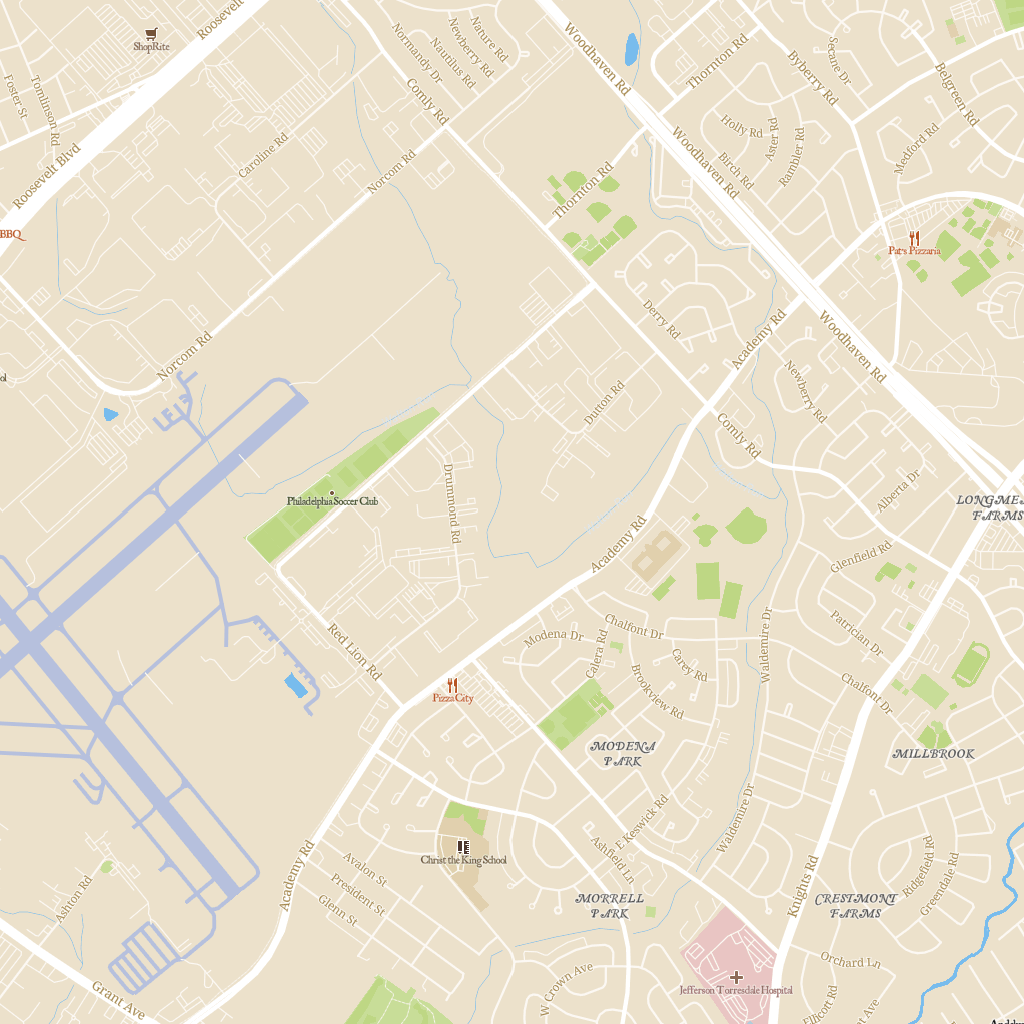 Roosevelt
ShopRite
Woodhaven Rd
Thornton Rd
Byberry Rd
Secane Dr
Belgreen Rd
Nature Rd
Newberry Rd
Nautilus Rd
Normandy Dr
Comly Rd
Foster St
Tomlinson Rd
Roosevelt Blvd
Caroline Rd
Norcom Rd
Holly Rd
Aster Rd
Birch Rd
Rambler Rd
Medford Rd
Woodhaven Rd
Thornton Rd
BBQ
Pat's Pizzaria
Derry Rd
Academy Rd
Woodhaven Rd
Norcom Rd
Newberry Rd
Dutton Rd
Comly Rd
Philadelphia Soccer Club
Drummond Rd
Alberta Dr
FARMS
Academy Rd
Glenfield Rd
Patrician Dr
Red Lion Rd
Modena Dr
Chalfont Dr
Calera Rd
Carey Rd
Brookview Rd
Waldemire Dr
Chalfont Dr
Pizza City
MODENA
PARK
MILLBROOK
Waldemire Dr
E Keswick Rd
Ashfield Ln
Christ the King School
Academy Rd
Avalon St
President St
Glenn St
Ashton Rd
Knights Rd
Ridgefield Rd
Greendale Rd
MORRELL
PARK
CRESTMONT
FARMS
Orchard Ln
Jefferson Torresdale Hospital
W Crown Ave
Grant Ave
Elhcort Rd